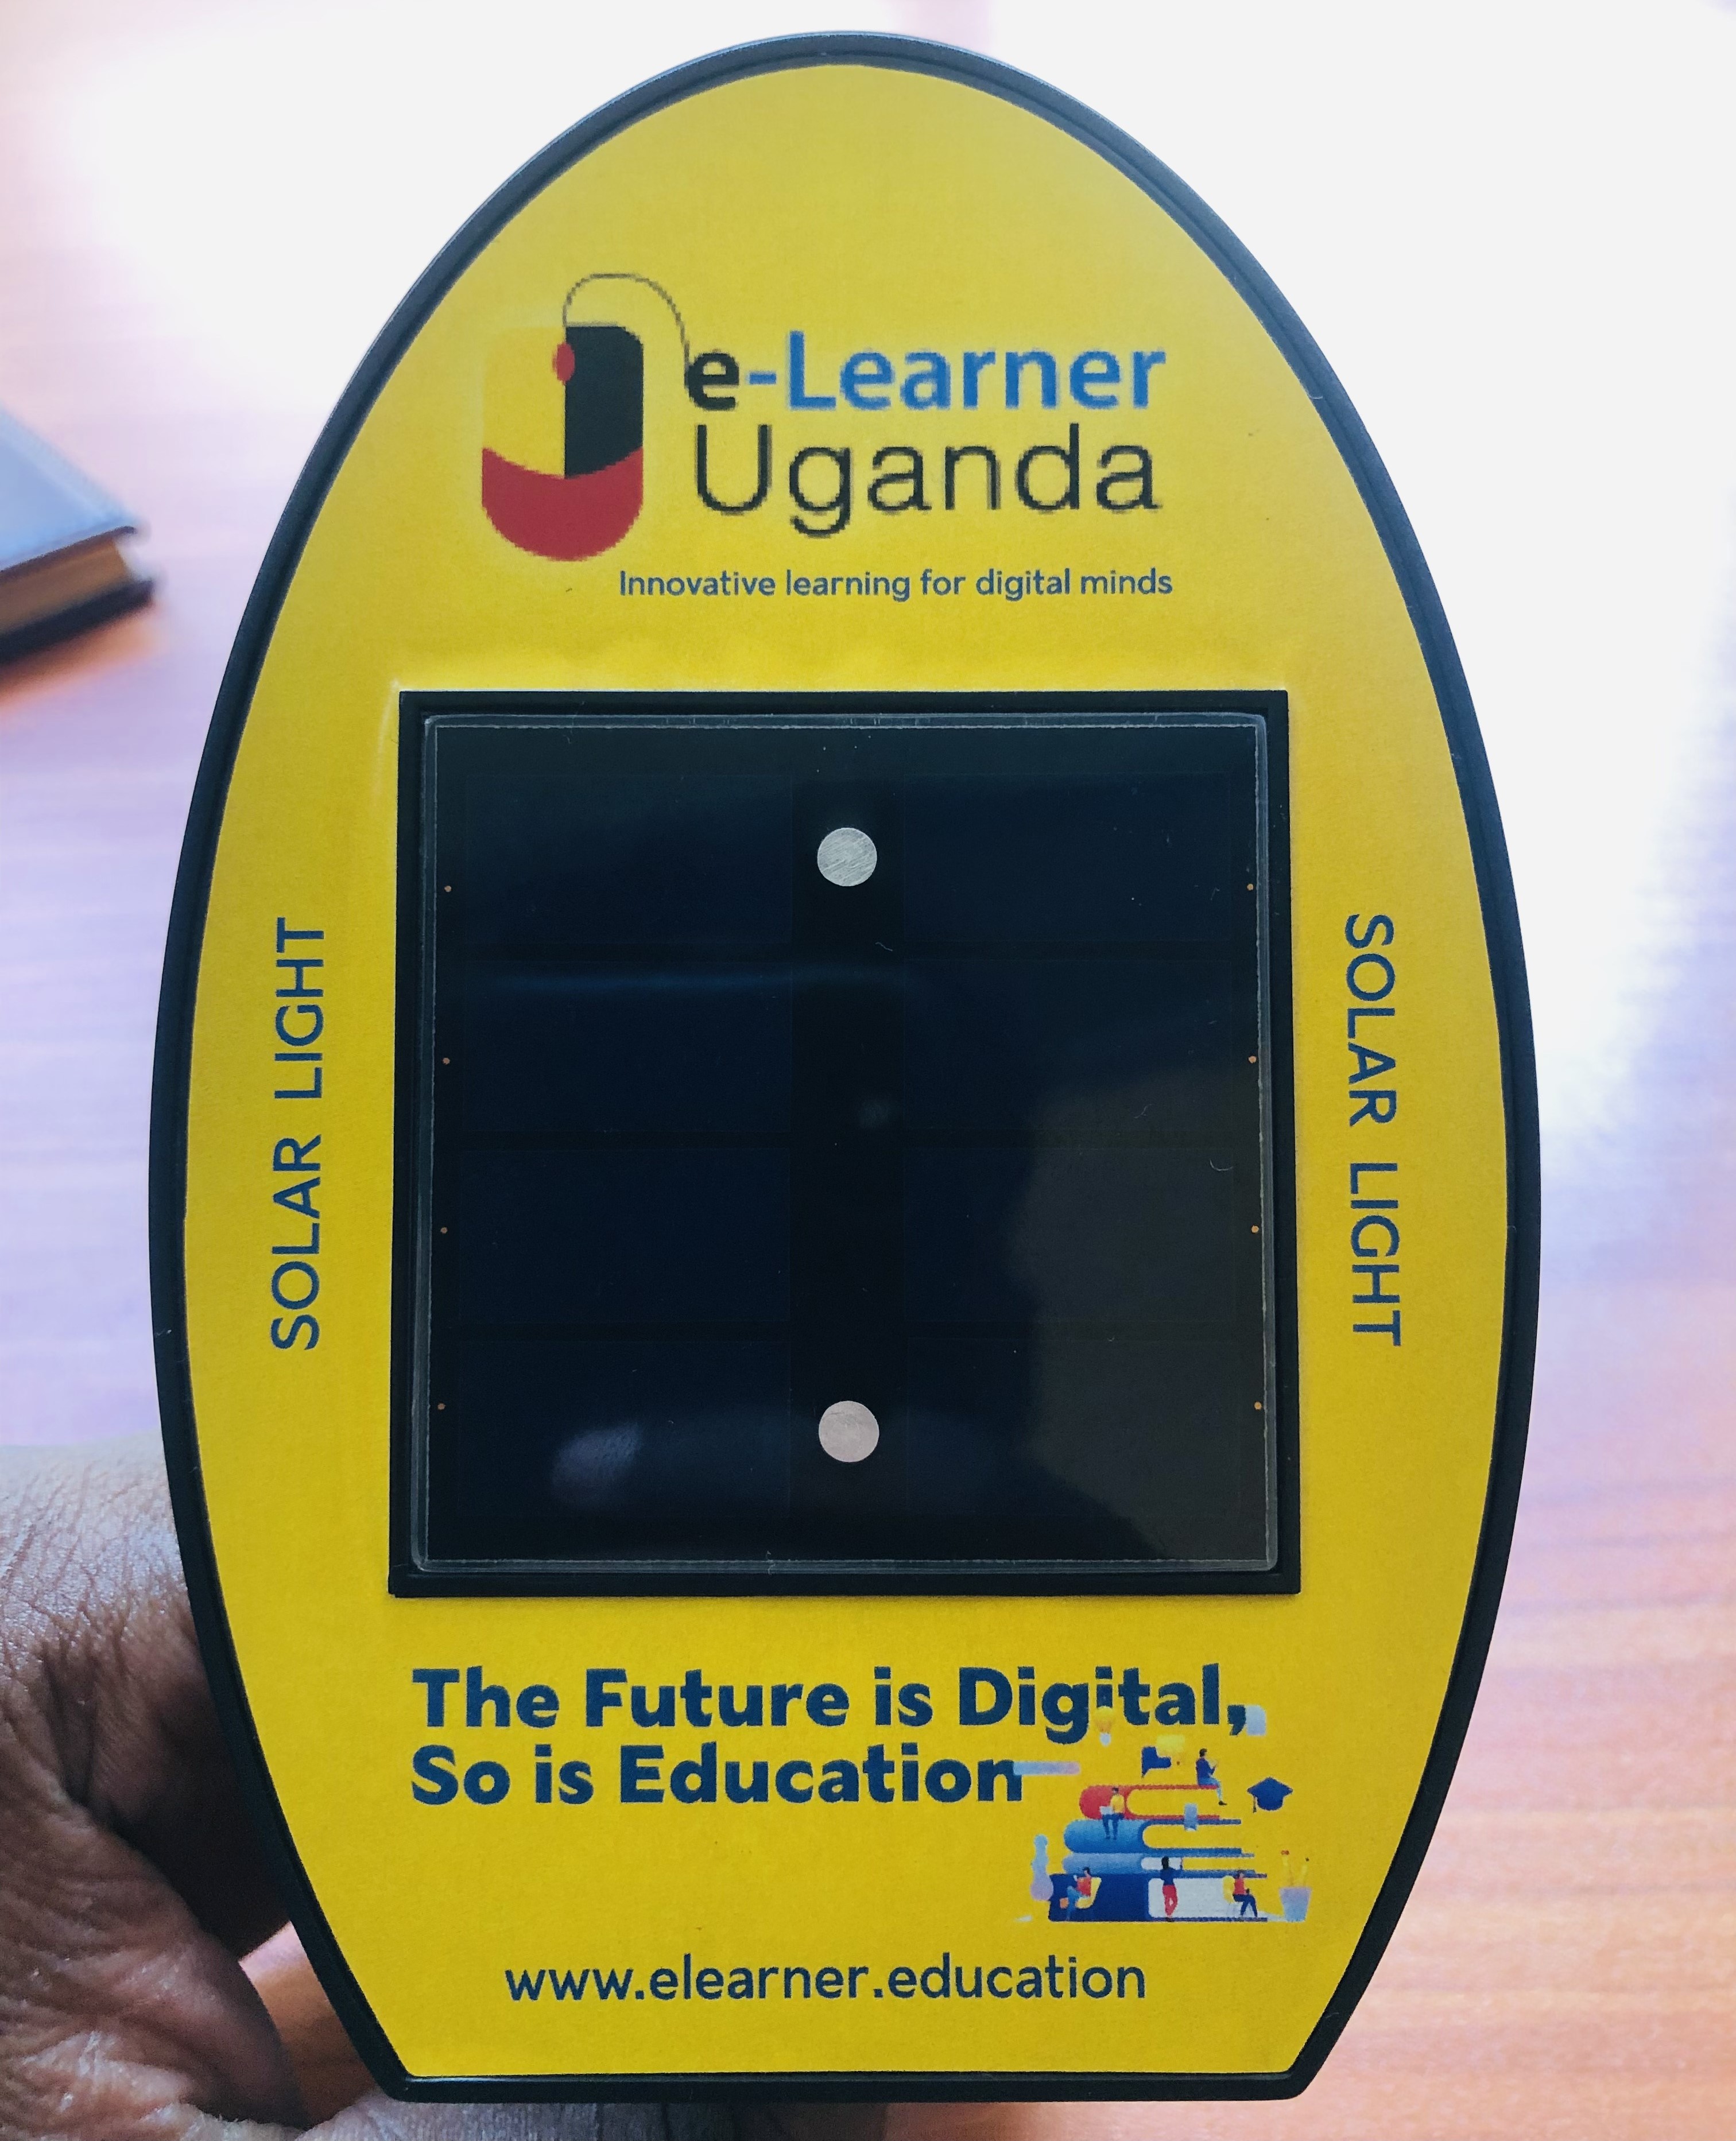 e-Learner
Uganda
Innovative learning for digital minds
SOLAR LIGHT
SOLAR LIGHT
The Future is Digital,
So is Education
www.elearner.education